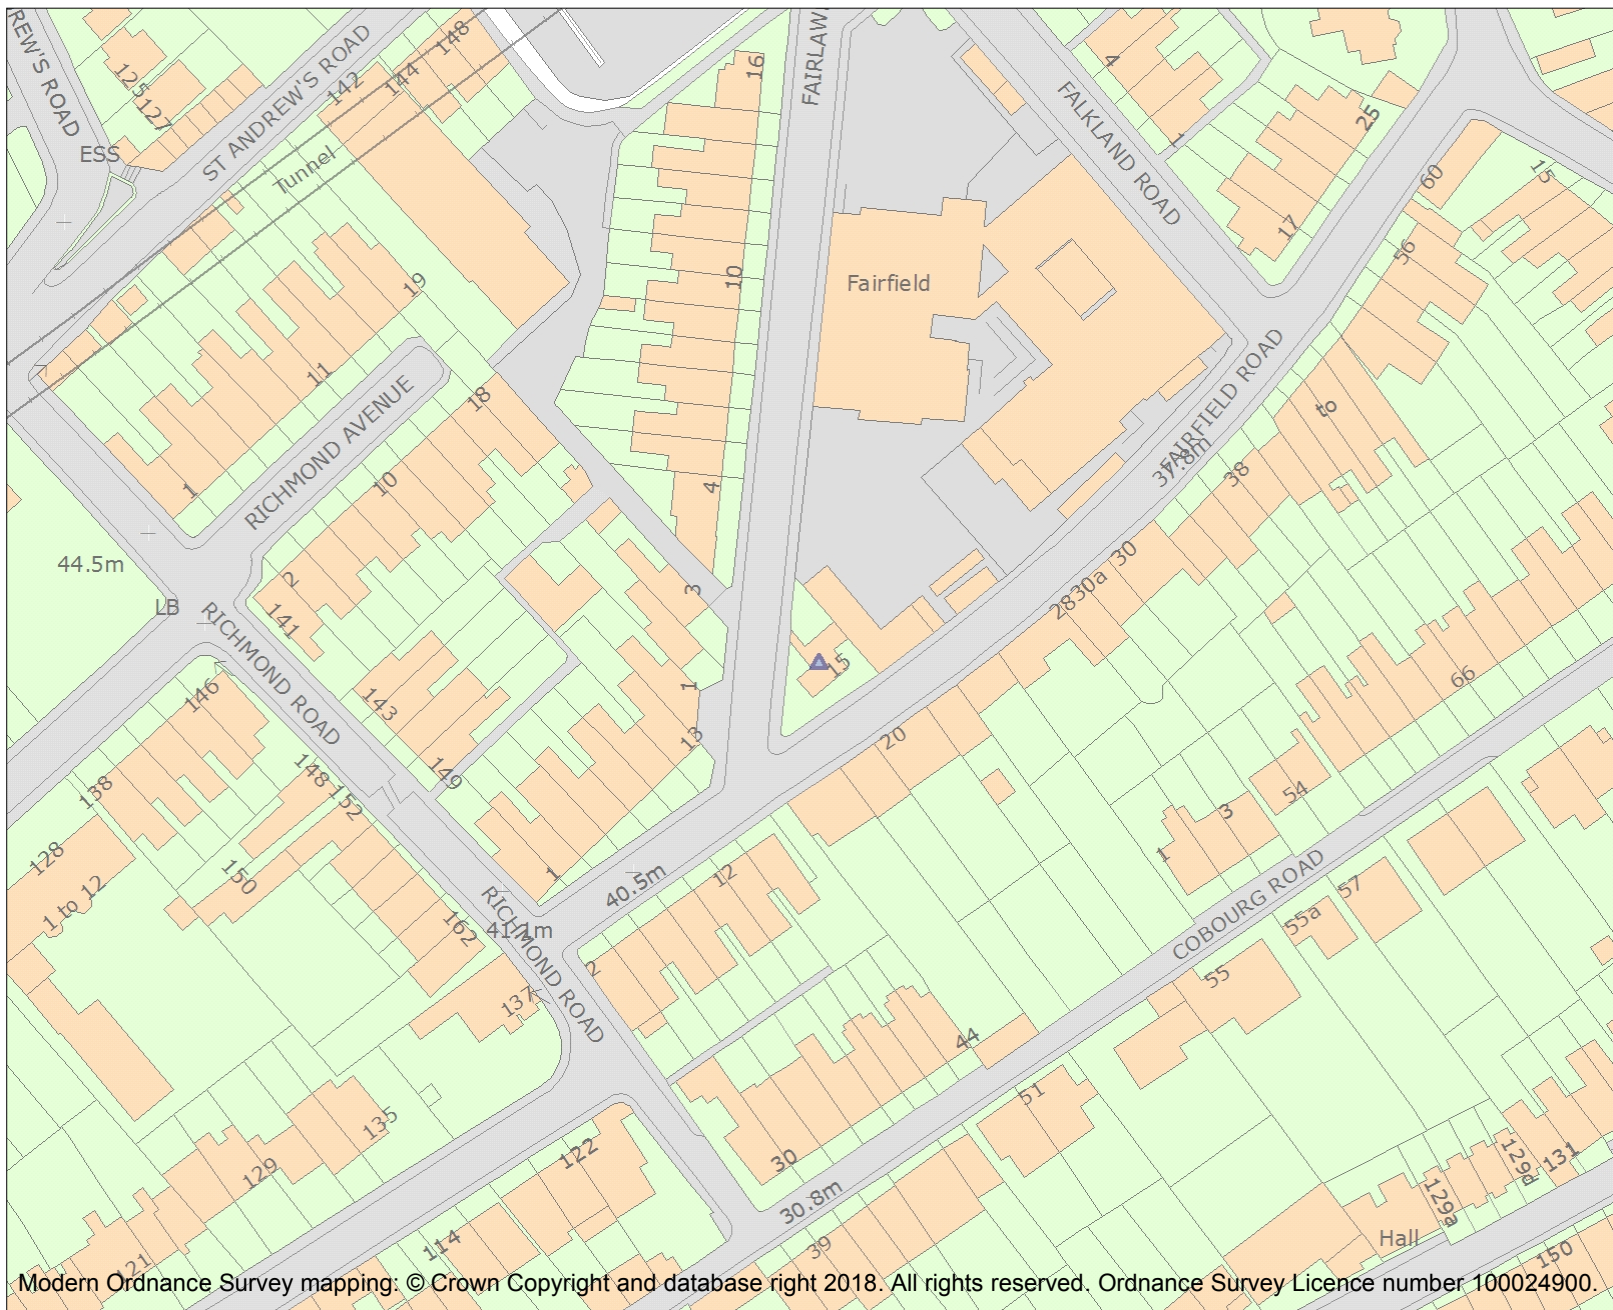 REW'S ROAD
125
127
ESS
ST ANDREW'S ROAD
142
144
148
Tunnel
16
FAIRLAW
4
FALKLAND ROAD
1
25
17
60
15
56
10
Fairfield
19
11
RICHMOND AVENUE
18
1
10
2
4
FAIRFIELD ROAD
37.8m
to
38
30
30a
28
44.5m
LB
RICHMOND ROAD
141
143
149
3
1
13
15
146
138
148
152
128
1 to 12
150
162
1
20
66
54
3
1
40.5m
12
RICHMOND ROAD
41.1m
2
137
COBOURG ROAD
57
55a
55
44
51
135
129
121
122
114
30
30.8m
39
129d
131
129a
Hall
150
Modern Ordnance Survey mapping: © Crown Copyright and database right 2018. All rights reserved. Ordnance Survey Licence number 100024900.